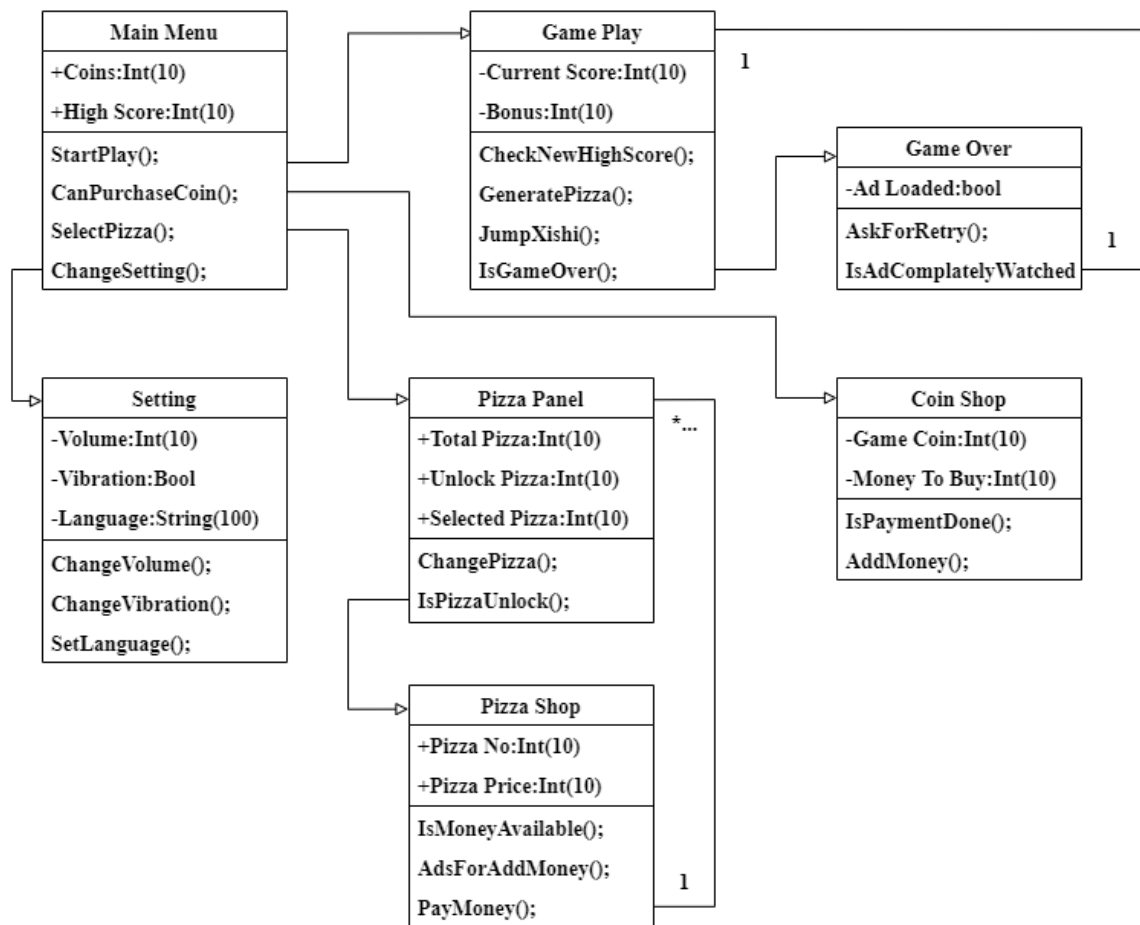 Main Menu
+Coins:Int(10)
+High Score:Int(10)
StartPlay();
CanPurchaseCoin();
SelectPizza();
ChangeSetting();
Game Play
-Current Score:Int(10)
-Bonus:Int(10)
CheckNewHighScore();
GeneratePizza();
JumpXishi();
IsGameOver();
1
Game Over
-Ad Loaded:bool
AskForRetry();
IsAdComplatelyWatched
1
Setting
-Volume:Int(10)
-Vibration:Bool
-Language:String(100)
ChangeVolume();
ChangeVibration();
SetLanguage();
Pizza Panel
+Total Pizza:Int(10)
+Unlock Pizza:Int(10)
+Selected Pizza:Int(10)
ChangePizza();
IsPizzaUnlock();
*...
Coin Shop
-Game Coin:Int(10)
-Money To Buy:Int(10)
IsPaymentDone();
AddMoney();
Pizza Shop
+Pizza No:Int(10)
+Pizza Price:Int(10)
IsMoneyAvailable();
AdsForAddMoney();
PayMoney();
1